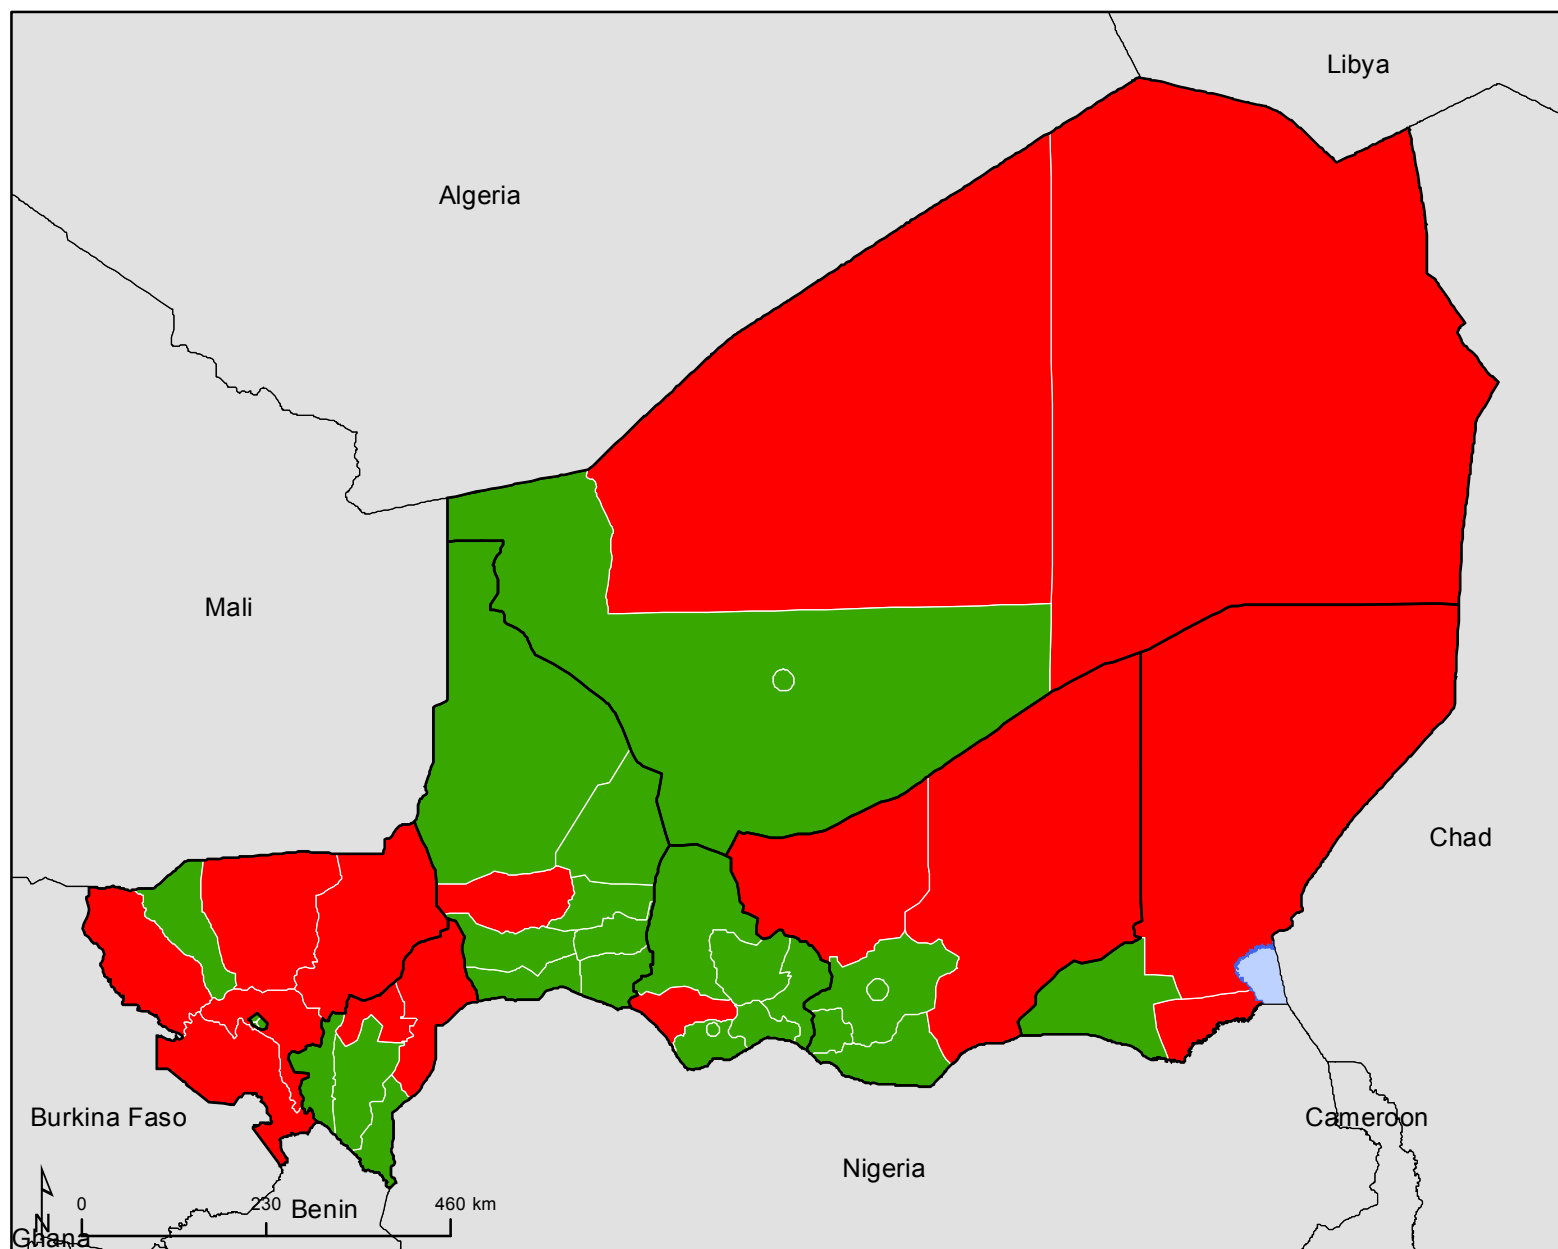 Libya
Algeria
Mali
Chad
Burkina Faso
Cameroon
Nigeria
0 230 460 km
Benin
N
Ghana